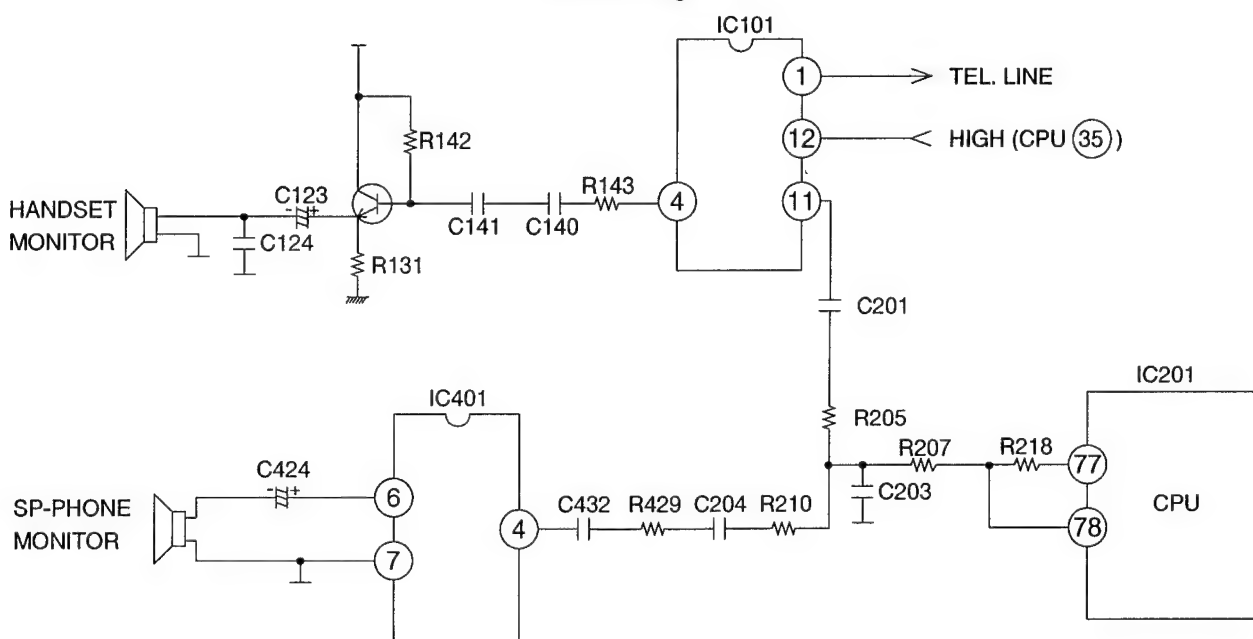 IC101
1
TEL. LINE
R142
12
HIGH (CPU 35)
C123
R143
- +
4
11
HANDSET
MONITOR
C124
C141
C140
R131
C201
IC401
IC201
R205
C424
R207
R218
- +
77
6
C432
R429
C204
R210
C203
SP-PHONE
MONITOR
4
CPU
78
7